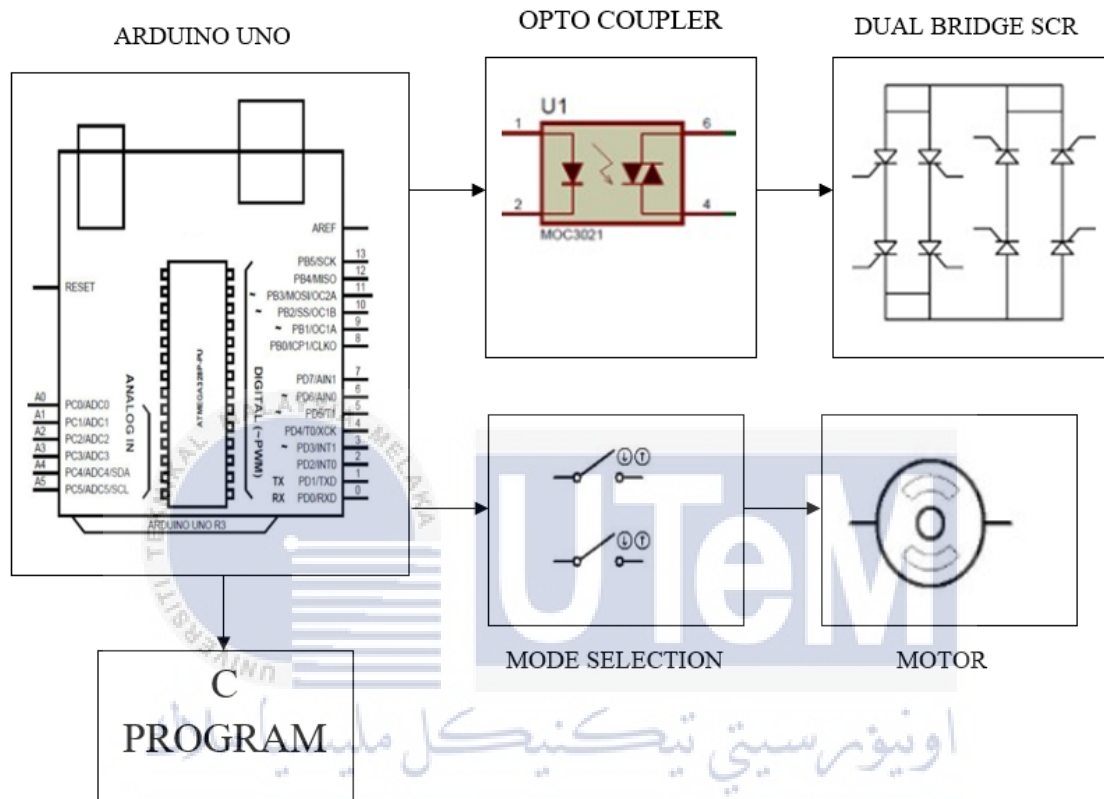 ARDUINO UNO
OPTO COUPLER
DUAL BRIDGE SCR
U1
1
6
2
4
MOC3021
AREF
13
PB5/SCK
12
PB4/MISO
11
~ PB3/MOSI/OC2A
10
~ PB2/SS/OC1B
9
~ PB1/OC1A
8
PB0/ICP1/CLKO
RESET
ATMEGA328P-PU
ANALOG IN
DIGITAL (~PWM)
7
PD7/AIN1
6
~ PD6/AIN0
5
~ PD5/T1
4
PD4/T0/XCK
3
~ PD3/INT1
2
PD2/INT0
1
TX PD1/TXD
0
RX PD0/RXD
A0
PC0/ADC0
A1
PC1/ADC1
A2
PC2/ADC2
A3
PC3/ADC3
A4
PC4/ADC4/SDA
A5
PC5/ADC5/SCL
ARDUINO UNO R3
UNIVERSITI TEKNIKAL MALAYSIA MELAKA
UTeM
MODE SELECTION
MOTOR
C
PROGRAM
اونيۏرسيتي تيكنيكل مليسيا ملاك